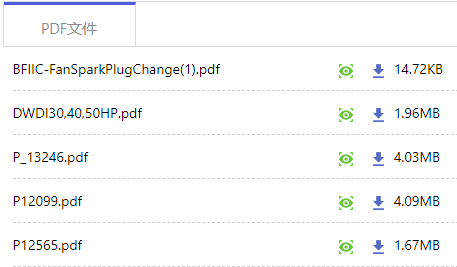 PDF文件
BFIIC-FanSparkPlugChange(1).pdf 14.72KB
DWDI30,40,50HP.pdf 1.96MB
P_13246.pdf 4.03MB
P12099.pdf 4.09MB
P12565.pdf 1.67MB